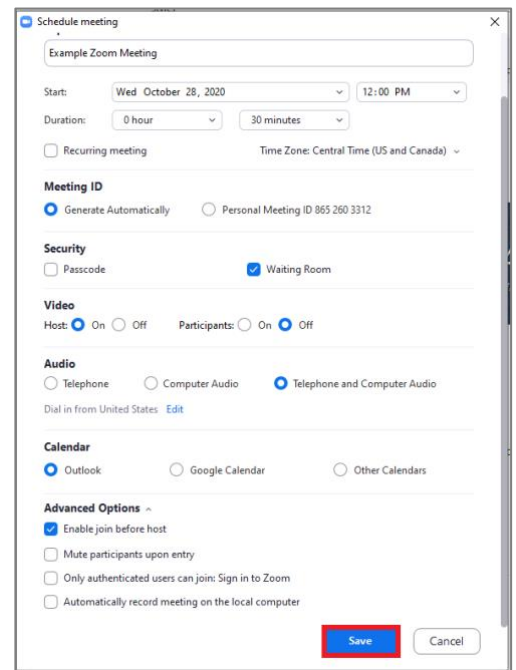 Schedule meeting
Example Zoom Meeting
Start: Wed October 28, 2020 12:00 PM
Duration: 0 hour 30 minutes
Recurring meeting Time Zone: Central Time (US and Canada)
Meeting ID
Generate Automatically Personal Meeting ID 865 260 3312
Security
Passcode Waiting Room
Video
Host: On Off Participants: On Off
Audio
Telephone Computer Audio Telephone and Computer Audio
Dial in from United States Edit
Calendar
Outlook Google Calendar Other Calendars
Advanced Options
Enable join before host
Mute participants upon entry
Only authenticated users can join: Sign in to Zoom
Automatically record meeting on the local computer
Save Cancel